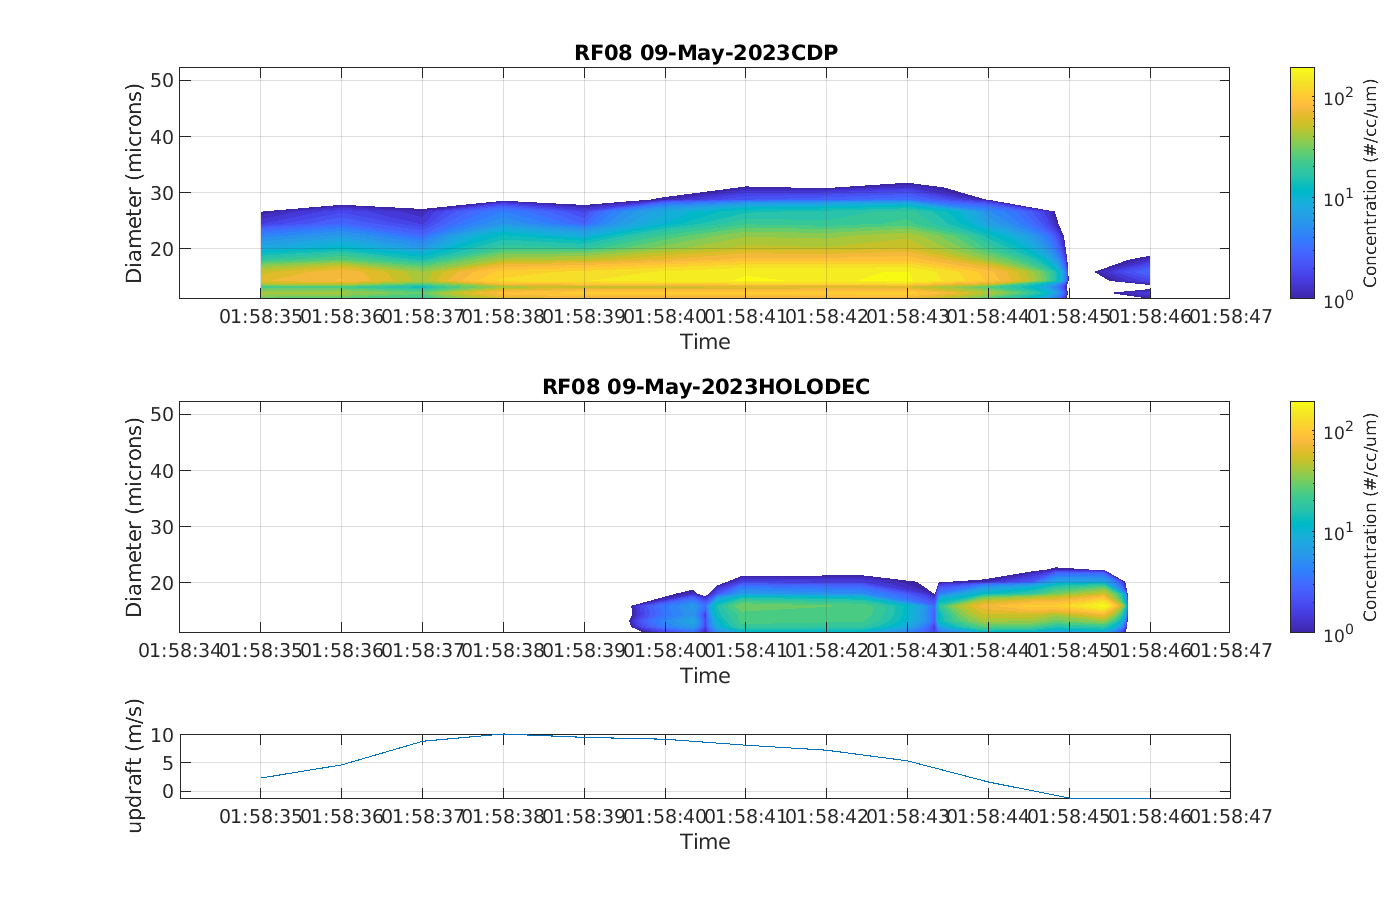 RF08 09-May-2023CDP
Diameter (microns)
50
40
30
20
01:58:35 01:58:36 01:58:37 01:58:38 01:58:39 01:58:40 01:58:41 01:58:42 01:58:43 01:58:44 01:58:45 01:58:46 01:58:47
Time
10^2
10^1
10^0
Concentration (#/cc/um)
RF08 09-May-2023HOLODEC
Diameter (microns)
50
40
30
20
01:58:34 01:58:35 01:58:36 01:58:37 01:58:38 01:58:39 01:58:40 01:58:41 01:58:42 01:58:43 01:58:44 01:58:45 01:58:46 01:58:47
Time
10^2
10^1
10^0
Concentration (#/cc/um)
updraft (m/s)
10
5
0
01:58:35 01:58:36 01:58:37 01:58:38 01:58:39 01:58:40 01:58:41 01:58:42 01:58:43 01:58:44 01:58:45 01:58:46 01:58:47
Time